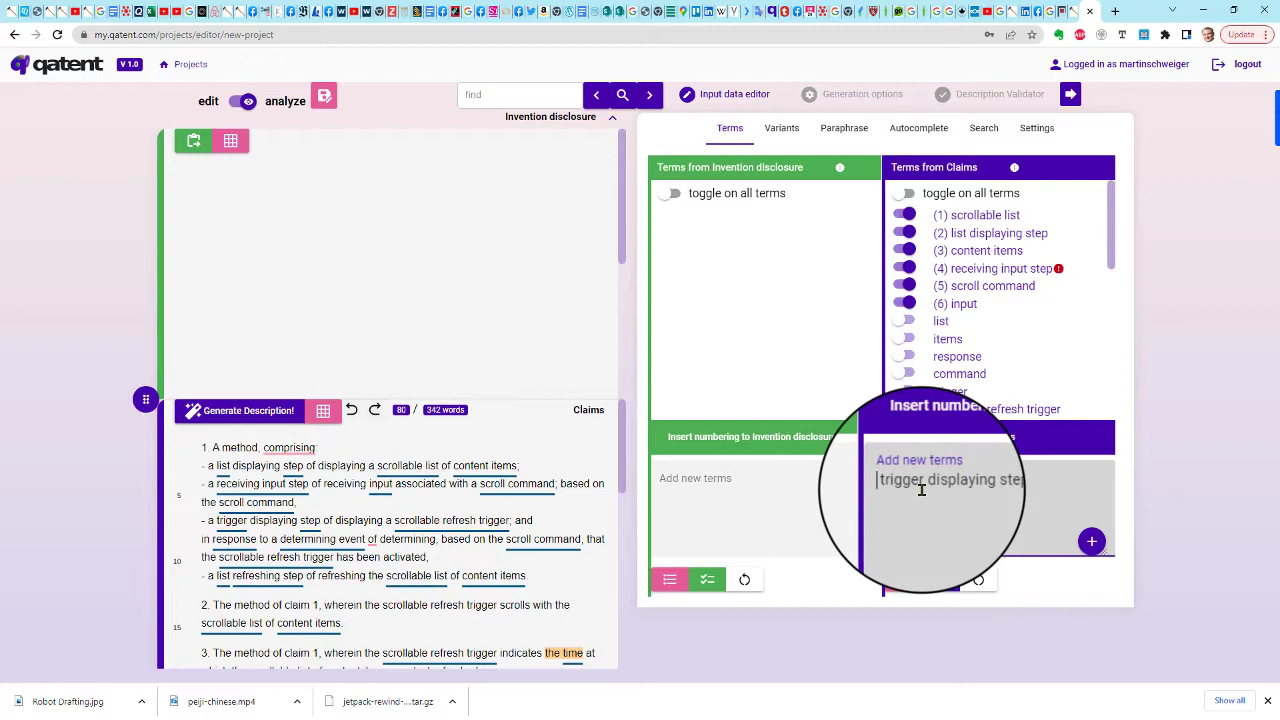 my.qatent.com/projects/editor/new-project
Update
qatent
V 1.0
Projects
Logged in as martinschweiger
logout
edit
analyze
find
Input data editor
Generation options
Description Validator
Invention disclosure
Terms
Variants
Paraphrase
Autocomplete
Search
Settings
Terms from Invention disclosure
toggle on all terms
Terms from Claims
toggle on all terms
(1) scrollable list
(2) list displaying step
(3) content items
(4) receiving input step
(5) scroll command
(6) input
list
items
response
command
refresh trigger
Insert numbering to Invention disclosu
Add new terms
Insert numbe
Add new terms
trigger displaying step
Generate Description!
80
342 words
Claims
1. A method, comprising:
- a list displaying step of displaying a scrollable list of content items;
5
- a receiving input step of receiving input associated with a scroll command; based on
the scroll command,
- a trigger displaying step of displaying a scrollable refresh trigger; and
in response to a determining event of determining, based on the scroll command, that
10
the scrollable refresh trigger has been activated,
- a list refreshing step of refreshing the scrollable list of content items.
2. The method of claim 1, wherein the scrollable refresh trigger scrolls with the
15
scrollable list of content items.
3. The method of claim 1, wherein the scrollable refresh trigger indicates the time at
Robot Drafting.jpg
peiji-chinese.mp4
jetpack-rewind-....tar.gz
Show all